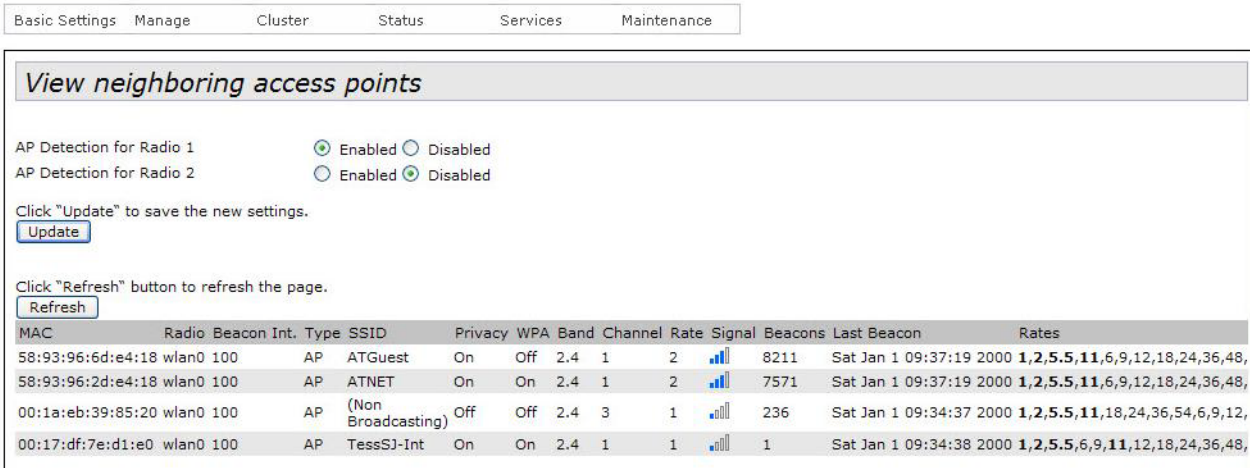 Basic Settings Manage Cluster Status Services Maintenance
View neighboring access points
AP Detection for Radio 1 Enabled Disabled
AP Detection for Radio 2 Enabled Disabled
Click "Update" to save the new settings.
Update
Click "Refresh" button to refresh the page.
Refresh
MAC Radio Beacon Int. Type SSID Privacy WPA Band Channel Rate Signal Beacons Last Beacon Rates
58:93:96:6d:e4:18 wlan0 100 AP ATGuest On Off 2.4 1 2 8211 Sat Jan 1 09:37:19 2000 1,2,5.5,11,6,9,12,18,24,36,48,
58:93:96:2d:e4:18 wlan0 100 AP ATNET On On 2.4 1 2 7571 Sat Jan 1 09:37:19 2000 1,2,5.5,11,6,9,12,18,24,36,48,
00:1a:eb:39:85:20 wlan0 100 AP (Non Broadcasting) Off Off 2.4 3 1 236 Sat Jan 1 09:34:37 2000 1,2,5.5,11,18,24,36,54,6,9,12,
00:17:df:7e:d1:e0 wlan0 100 AP TessSJ-Int On On 2.4 1 1 1 Sat Jan 1 09:34:38 2000 1,2,5.5,6,9,11,12,18,24,36,48,